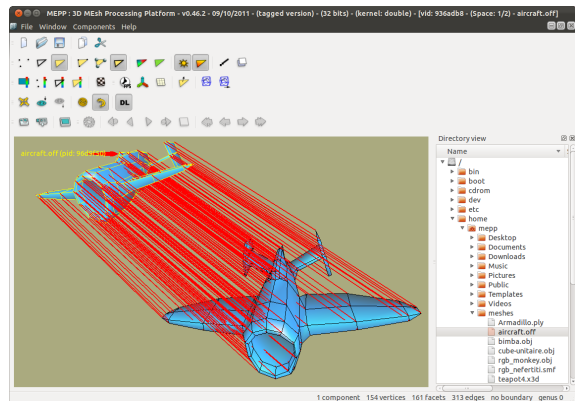 MEPP : 3D MEsh Processing Platform - v0.46.2 - 09/10/2011 - (tagged version) - (32 bits) - (kernel: double) - [vid: 936adb8 - (Space: 1/2) - aircraft.off]
File Window Components Help
DL
Directory view
Name
/
bin
boot
cdrom
dev
etc
home
mepp
Desktop
Documents
Downloads
Music
Pictures
Public
Templates
Videos
meshes
Armadillo.ply
aircraft.off
bimba.obj
cube-unitaire.obj
rgb_monkey.obj
rgb_nefertiti.smf
teapot4.x3d
aircraft.off (pid:
1 component 154 vertices 161 facets 313 edges no boundary genus 0